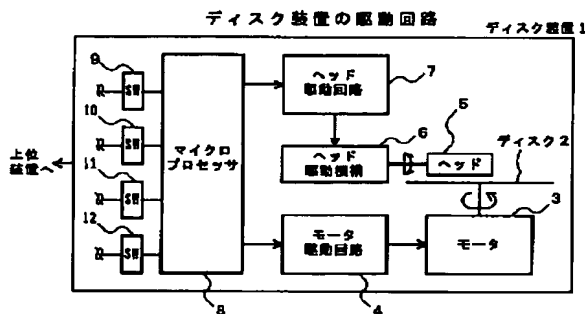 ディスク装置の駆動回路
ディスク装置1
9
SW
10
SW
11
SW
12
SW
上位
装置へ
マイクロ
プロセッサ
8
ヘッド
駆動回路
7
ヘッド
駆動機構
6
5
ヘッド
ディスク2
モータ
駆動回路
4
モータ
3